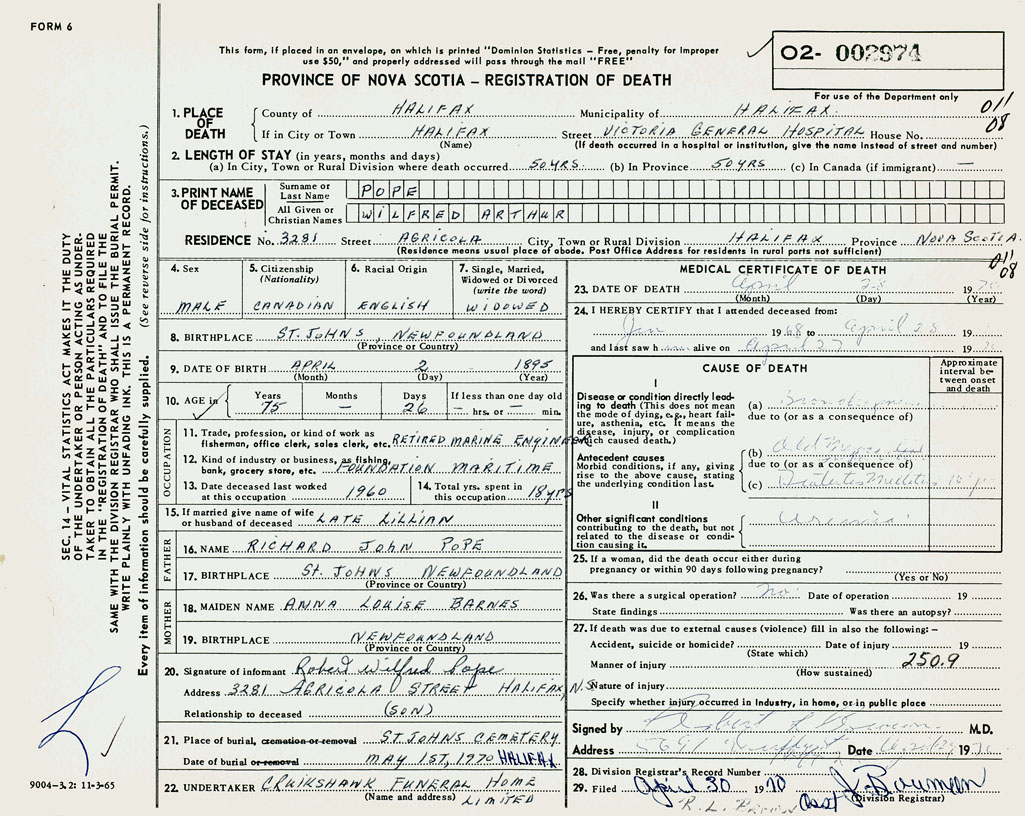 FORM 6
This form, if placed in an envelope, on which is printed "Dominion Statistics – Free, penalty for improper
use $50," and properly addressed will pass through the mail "FREE"
PROVINCE OF NOVA SCOTIA – REGISTRATION OF DEATH
O2- 002974
For use of the Department only
011
08
1. PLACE OF DEATH
County of HALIFAX Municipality of HALIFAX.
If in City or Town HALIFAX Street VICTORIA GENERAL HOSPITAL House No.
(Name) (If death occurred in a hospital or institution, give the name instead of street and number)
2. LENGTH OF STAY (in years, months and days)
(a) In City, Town or Rural Division where death occurred 50 YRS. (b) In Province 50 YRS (c) In Canada (if immigrant) —
3. PRINT NAME OF DECEASED
Surname or Last Name POPE
All Given or Christian Names WILFRED ARTHUR
RESIDENCE No. 3281 Street AGRICOLA City, Town or Rural Division HALIFAX Province NOVA SCOTIA.
(Residence means usual place of abode. Post Office Address for residents in rural parts not sufficient)
011
08
4. Sex MALE
5. Citizenship (Nationality) CANADIAN
6. Racial Origin ENGLISH
7. Single, Married, Widowed or Divorced (write the word) WIDOWED
8. BIRTHPLACE ST. JOHNS, NEWFOUNDLAND
(Province or Country)
9. DATE OF BIRTH APRIL 2 1895
(Month) (Day) (Year)
10. AGE in Years 75 Months — Days 26 If less than one day old — hrs. or — min.
OCCUPATION
11. Trade, profession, or kind of work as
fisherman, office clerk, sales clerk, etc. RETIRED MARINE ENGINEER
12. Kind of industry or business, as fishing,
bank, grocery store, etc. FOUNDATION MARITIME
13. Date deceased last worked at this occupation 1960
14. Total yrs. spent in this occupation 18 yrs
15. If married give name of wife
or husband of deceased LATE LILLIAN
FATHER
16. NAME RICHARD JOHN POPE
17. BIRTHPLACE ST. JOHNS NEWFOUNDLAND
(Province or Country)
MOTHER
18. MAIDEN NAME ANNA LOUISE BARNES
19. BIRTHPLACE NEWFOUNDLAND
(Province or Country)
20. Signature of informant Robert Wilfred Pope
Address 3281 AGRICOLA STREET HALIFAX, N.S.
Relationship to deceased (SON)
21. Place of burial, cremation or removal ST. JOHNS CEMETERY
Date of burial or removal MAY 1ST, 1970 HALIFAX
22. UNDERTAKER CRUIKSHANK FUNERAL HOME
(Name and address) LIMITED
MEDICAL CERTIFICATE OF DEATH
23. DATE OF DEATH April 28 1970
(Month) (Day) (Year)
24. I HEREBY CERTIFY that I attended deceased from:
Jan 1968 to April 28 19
and last saw h alive on April 27 19
CAUSE OF DEATH
Approximate interval between onset and death
I
Disease or condition directly leading
to death (This does not mean
the mode of dying, e.g., heart failure,
asthenia, etc. It means the
disease, injury, or complication
which caused death.)
(a)
due to (or as a consequence of)
Antecedent causes
Morbid conditions, if any, giving
rise to the above cause, stating
the underlying condition last.
(b) Old
due to (or as a consequence of)
(c) Diabetes Mellitus 10
II
Other significant conditions
contributing to the death, but not
related to the disease or condition
causing it.
Uremia
25. If a woman, did the death occur either during
pregnancy or within 90 days following pregnancy?
(Yes or No)
26. Was there a surgical operation? No Date of operation 19
State findings Was there an autopsy?
27. If death was due to external causes (violence) fill in also the following: –
Accident, suicide or homicide? Date of injury 19
(State which)
Manner of injury 250.9
(How sustained)
Nature of injury
Specify whether injury occurred in industry, in home, or in public place
Signed by Robert M.D.
Address 5691 Date 19
28. Division Registrar's Record Number
29. Filed April 30 1970 Asst J. Bowman
R. L. (Division Registrar)
SEC. 14 – VITAL STATISTICS ACT MAKES IT THE DUTY
OF THE UNDERTAKER OR PERSON ACTING AS UNDERTAKER
TO OBTAIN ALL THE PARTICULARS REQUIRED
IN THE "REGISTRATION OF DEATH" AND TO FILE THE
SAME WITH THE DIVISION REGISTRAR WHO SHALL ISSUE THE BURIAL PERMIT.
WRITE PLAINLY WITH UNFADING INK. THIS IS A PERMANENT RECORD.
Every item of information should be carefully supplied. (See reverse side for instructions.)
9004–3.2: 11-3-65